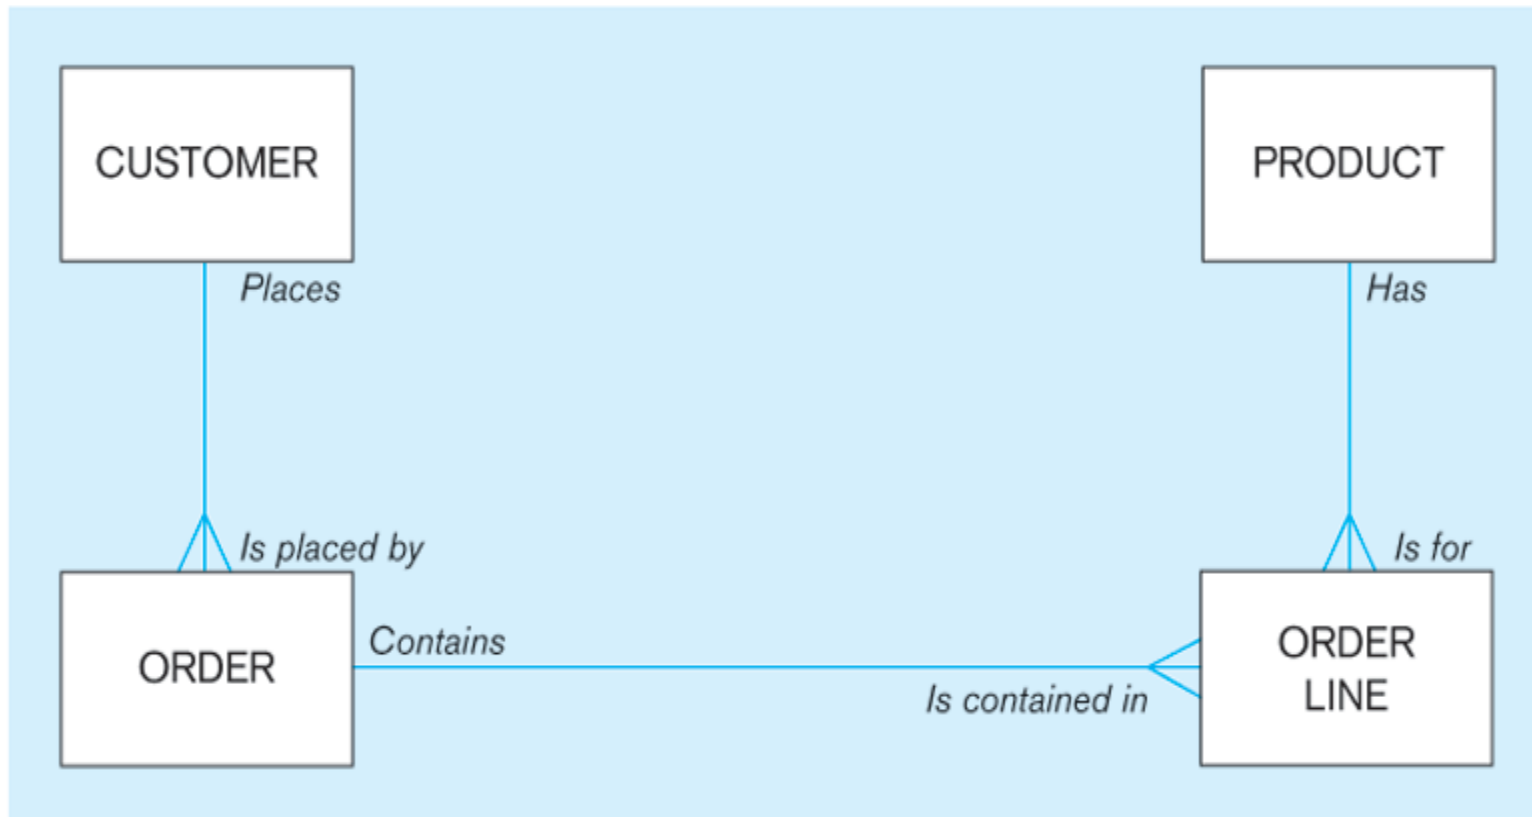 CUSTOMER
PRODUCT
Places
Has
Is placed by
Is for
ORDER
Contains
Is contained in
ORDER
LINE